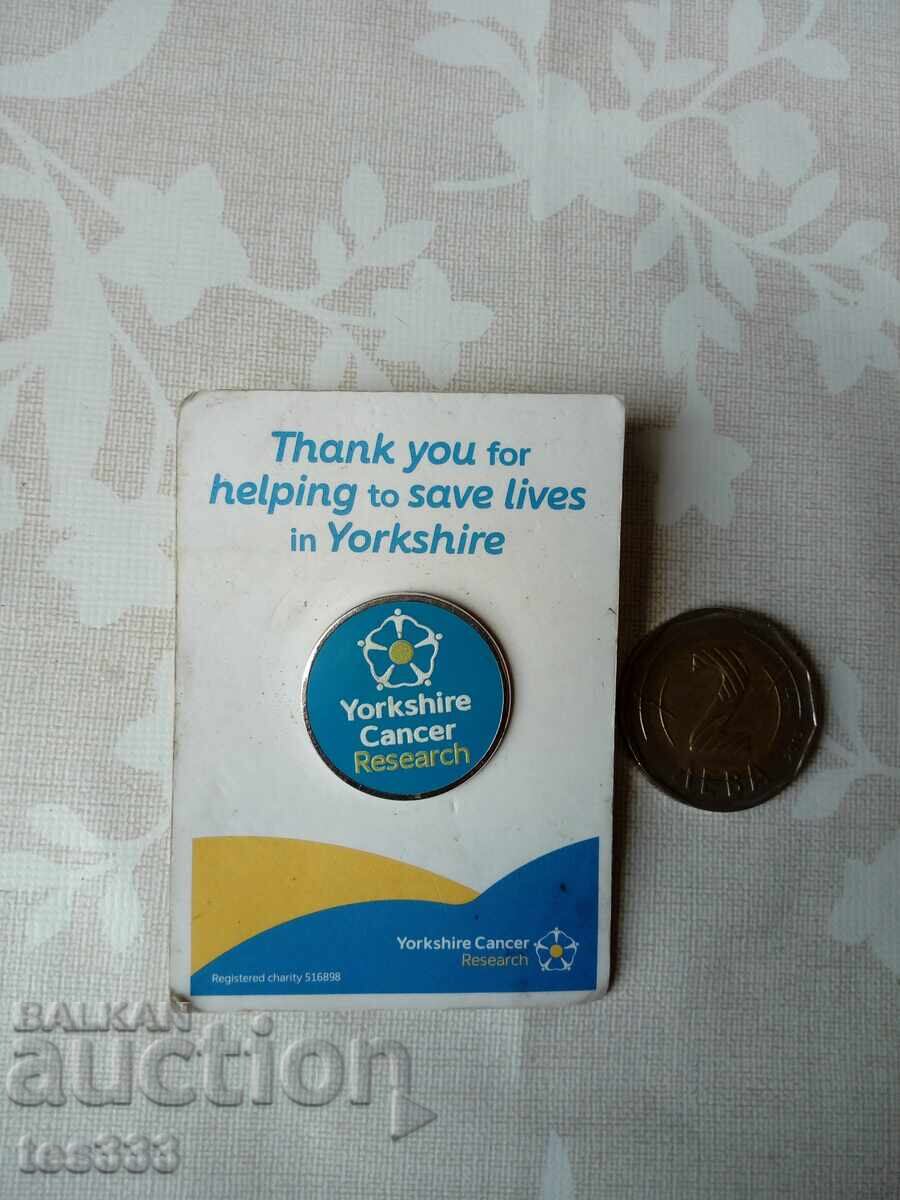 Thank you for
helping to save lives
in Yorkshire
Yorkshire
Cancer
Research
2
ЛЕВА
Yorkshire Cancer
Research
Registered charity 516898
BALKAN
auction
tes333